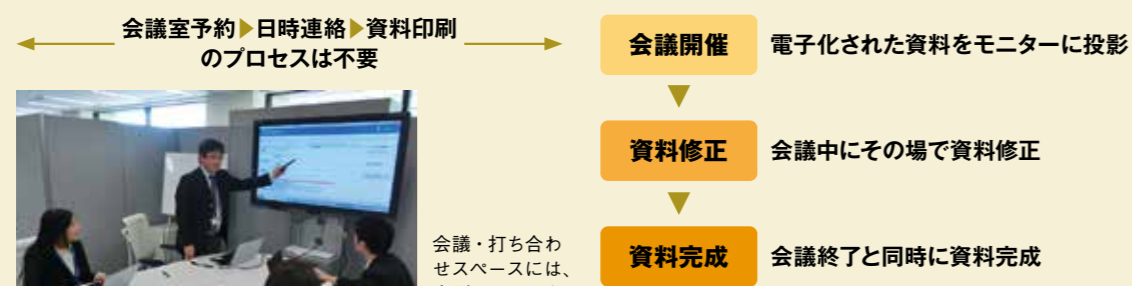 会議室予約▶日時連絡▶資料印刷
のプロセスは不要
会議・打ち合わ
せスペースには、
会議開催
電子化された資料をモニターに投影
資料修正
会議中にその場で資料修正
資料完成
会議終了と同時に資料完成